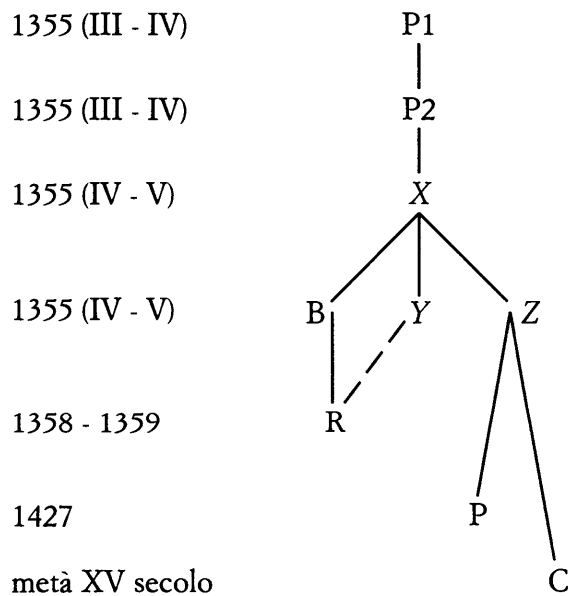 1355 (III - IV) P1
1355 (III - IV) P2
1355 (IV - V) X
1355 (IV - V) B Y Z
1358 - 1359 R
1427 P
metà XV secolo C